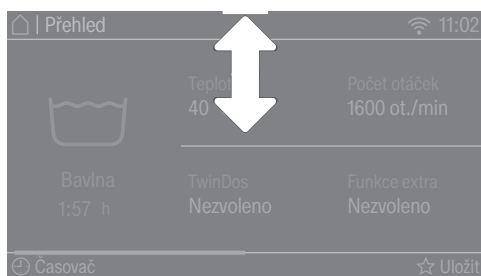 | Přehled 11:02
Teplot Počet otáček
40 1600 ot./min
Bavlna TwinDos Funkce extra
1:57 h Nezvoleno Nezvoleno
Časovač Uložit